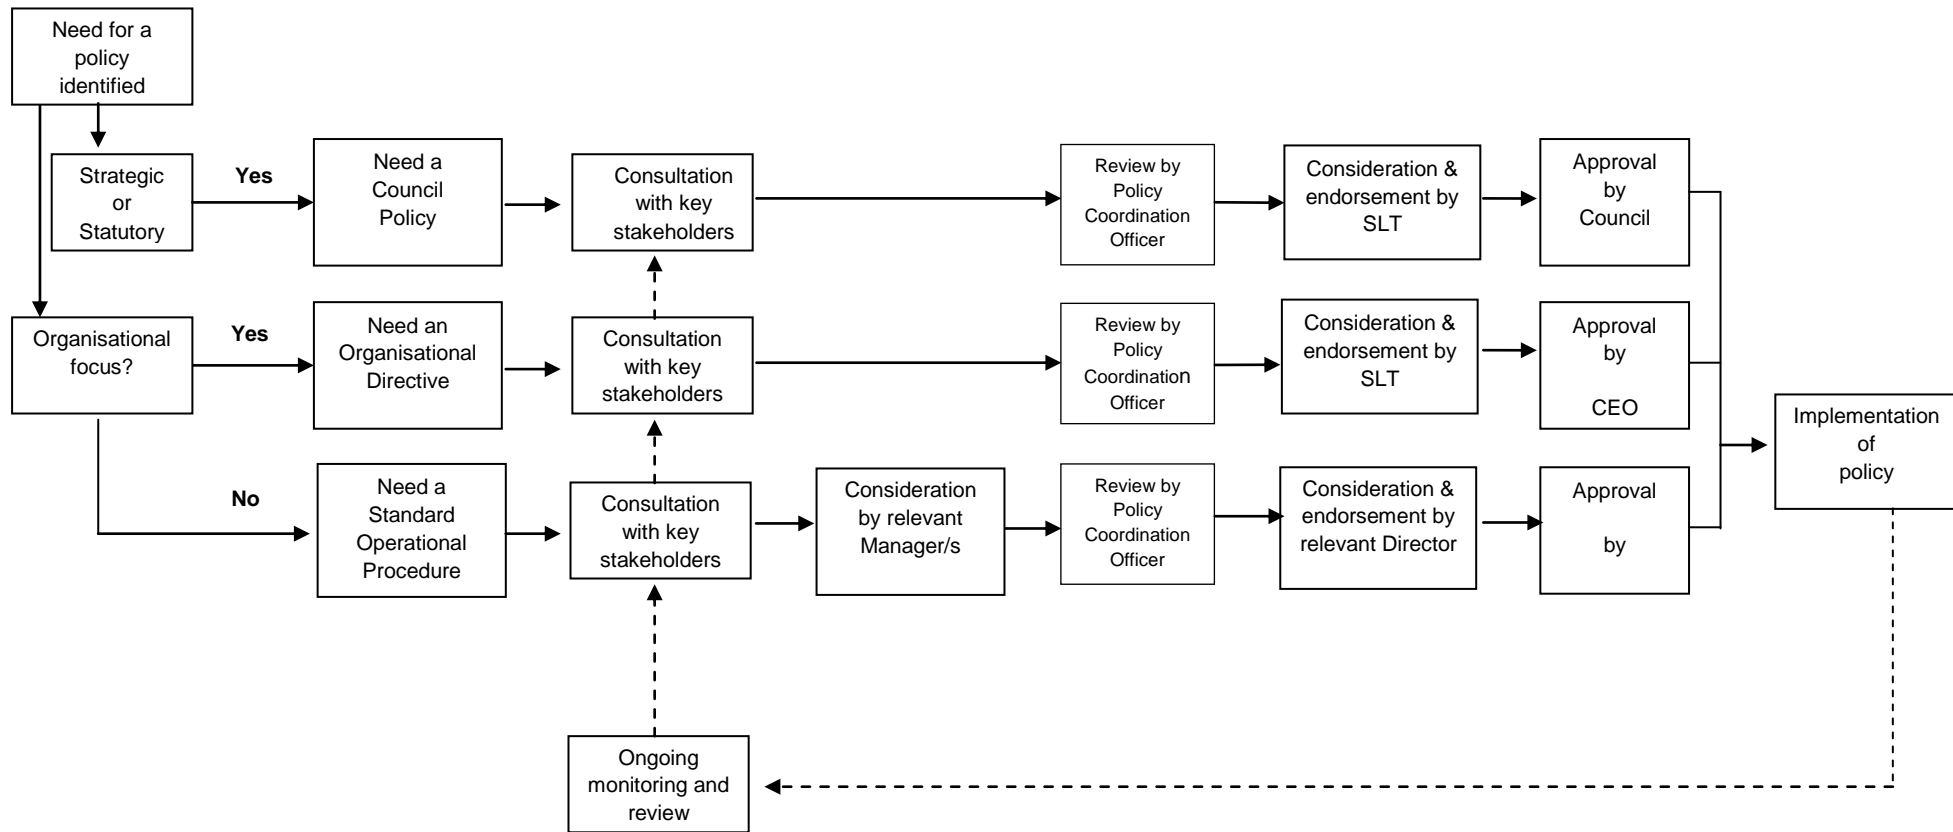 Need for a
policy
identified
Strategic
or
Statutory
Yes
Need a
Council
Policy
Consultation
with key
stakeholders
Review by
Policy
Coordination
Officer
Consideration &
endorsement by
SLT
Approval
by
Council
Organisational
focus?
Yes
Need an
Organisational
Directive
Consultation
with key
stakeholders
Review by
Policy
Coordination
Officer
Consideration &
endorsement by
SLT
Approval
by
CEO
No
Need a
Standard
Operational
Procedure
Consultation
with key
stakeholders
Consideration
by relevant
Manager/s
Review by
Policy
Coordination
Officer
Consideration &
endorsement by
relevant Director
Approval
by
Implementation
of
policy
Ongoing
monitoring and
review